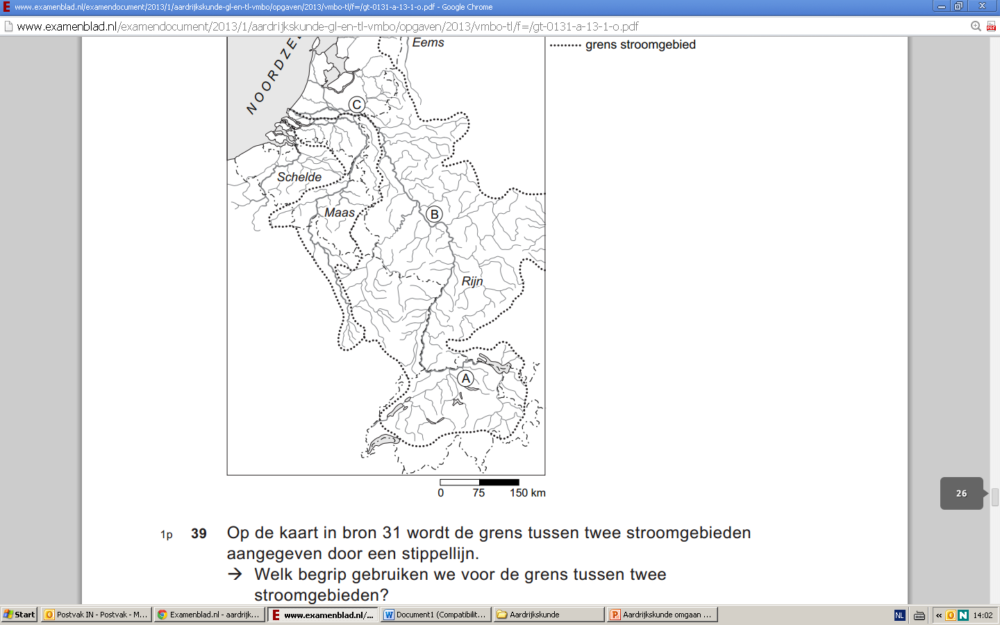 www.examenblad.nl/examendocument/2013/1/aardrijkskunde-gl-en-tl-vmbo/opgaven/2013/vmbo-tl/f=/gt-0131-a-13-1-o.pdf - Google Chrome
www.examenblad.nl/examendocument/2013/1/aardrijkskunde-gl-en-tl-vmbo/opgaven/2013/vmbo-tl/f=/gt-0131-a-13-1-o.pdf
Eems
grens stroomgebied
NOORDZEE
C
Schelde
Maas
B
Rijn
A
0 75 150 km
26
1p 39 Op de kaart in bron 31 wordt de grens tussen twee stroomgebieden
aangegeven door een stippellijn.
→ Welk begrip gebruiken we voor de grens tussen twee
stroomgebieden?
Start Postvak IN - Postvak - M... Examenblad.nl - aardrijk... www.examenblad.nl/... Document1 (Compatibilit... Aardrijkskunde Aardrijkskunde omgaan ... NL « 14:02